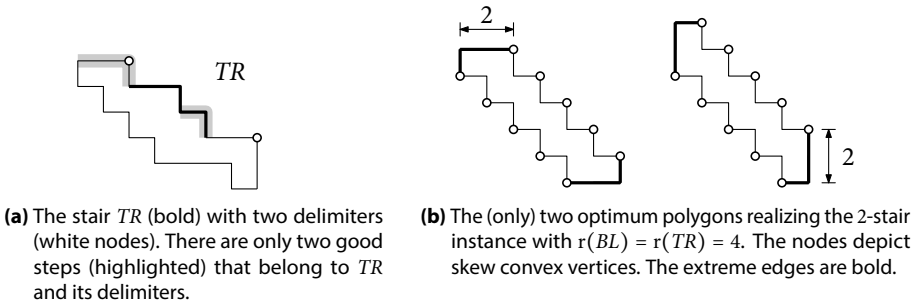 TR
2
2
(a) The stair TR (bold) with two delimiters
(white nodes). There are only two good
steps (highlighted) that belong to TR
and its delimiters.
(b) The (only) two optimum polygons realizing the 2-stair
instance with r(BL) = r(TR) = 4. The nodes depict
skew convex vertices. The extreme edges are bold.